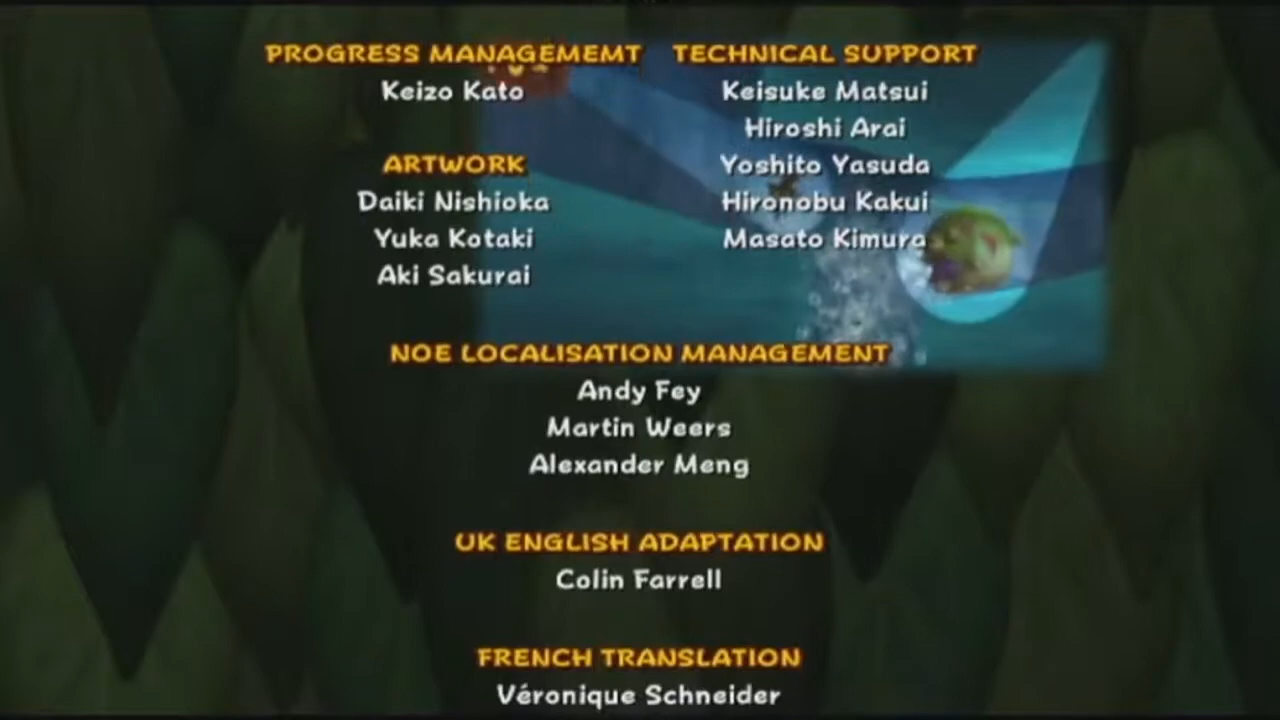 PROGRESS MANAGEMEMT
Keizo Kato
ARTWORK
Daiki Nishioka
Yuka Kotaki
Aki Sakurai
TECHNICAL SUPPORT
Keisuke Matsui
Hiroshi Arai
Yoshito Yasuda
Hironobu Kakui
Masato Kimura
NOE LOCALISATION MANAGEMENT
Andy Fey
Martin Weers
Alexander Meng
UK ENGLISH ADAPTATION
Colin Farrell
FRENCH TRANSLATION
Véronique Schneider